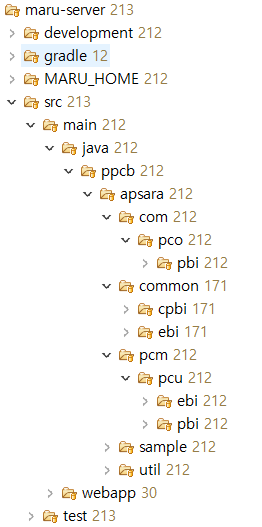 maru-server 213
development 212
gradle 12
MARU_HOME 212
src 213
main 212
java 212
ppcb 212
apsara 212
com 212
pco 212
pbi 212
common 171
cpbi 171
ebi 171
pcm 212
pcu 212
ebi 212
pbi 212
sample 212
util 212
webapp 30
test 213